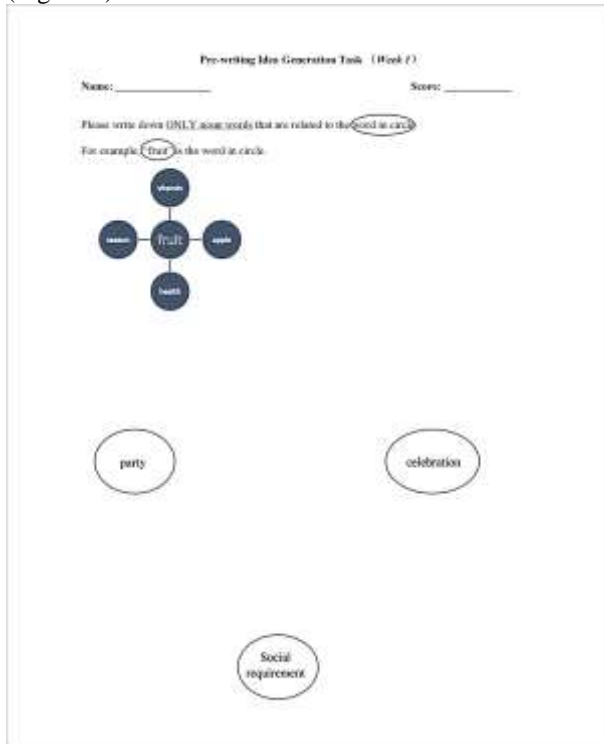 Pre-writing Idea Generation Task (Week 1)
Name: Score:
Please write down ONLY noun words that are related to the word in circle
For example, "fruit" is the word in circle.
vitamin
season fruit apple
health
party celebration
Social
requirement